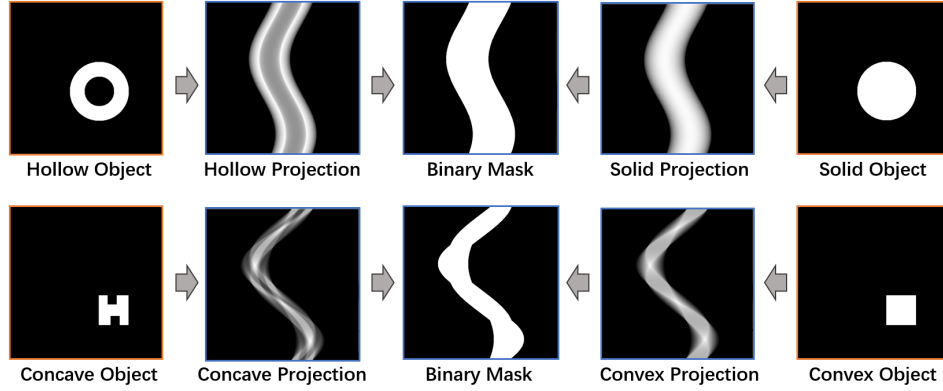 Hollow Object Hollow Projection Binary Mask Solid Projection Solid Object
Concave Object Concave Projection Binary Mask Convex Projection Convex Object